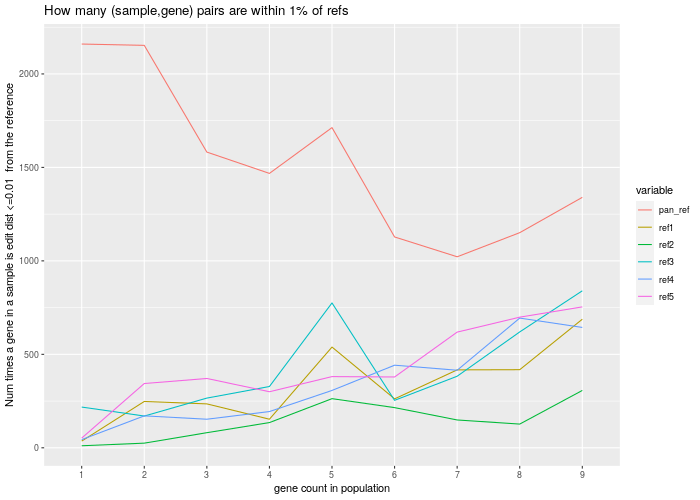 How many (sample,gene) pairs are within 1% of refs
Num times a gene in a sample is edit dist <=0.01  from the reference
2000
1500
1000
500
0
1 2 3 4 5 6 7 8 9
gene count in population
variable
pan_ref
ref1
ref2
ref3
ref4
ref5